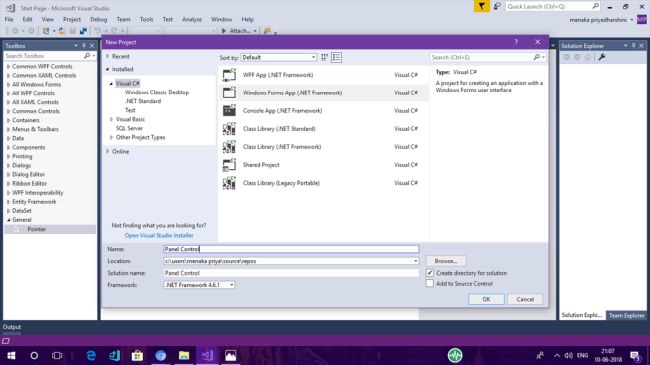 Start Page - Microsoft Visual Studio
Quick Launch (Ctrl+Q)
File Edit View Project Debug Team Tools Test Analyze Window Help
menaka priyadharshini MP
Attach...
Toolbox
Search Toolbox
Common WPF Controls
Common XAML Controls
All Windows Forms
All WPF Controls
All XAML Controls
Common Controls
Containers
Menus & Toolbars
Data
Components
Printing
Dialogs
Dialog Editor
Ribbon Editor
WPF Interoperability
Entity Framework
DataSet
General
Pointer
New Project
Recent
Installed
Visual C#
Windows Classic Desktop
.NET Standard
Test
Visual Basic
SQL Server
Other Project Types
Online
Not finding what you are looking for?
Open Visual Studio Installer
Sort by: Default
WPF App (.NET Framework) Visual C#
Windows Forms App (.NET Framework) Visual C#
Console App (.NET Framework) Visual C#
Class Library (.NET Standard) Visual C#
Class Library (.NET Framework) Visual C#
Shared Project Visual C#
Class Library (Legacy Portable) Visual C#
Search (Ctrl+E)
Type: Visual C#
A project for creating an application with
a Windows Forms user interface
Name: Panel Control
Location: c:\users\menaka priya\source\repos
Browse...
Solution name: Panel Control
Create directory for solution
Framework: .NET Framework 4.6.1
Add to Source Control
OK Cancel
Solution Explorer
Solution Explo... Team Explorer
Output
ENG
21:07
10-06-2018
3